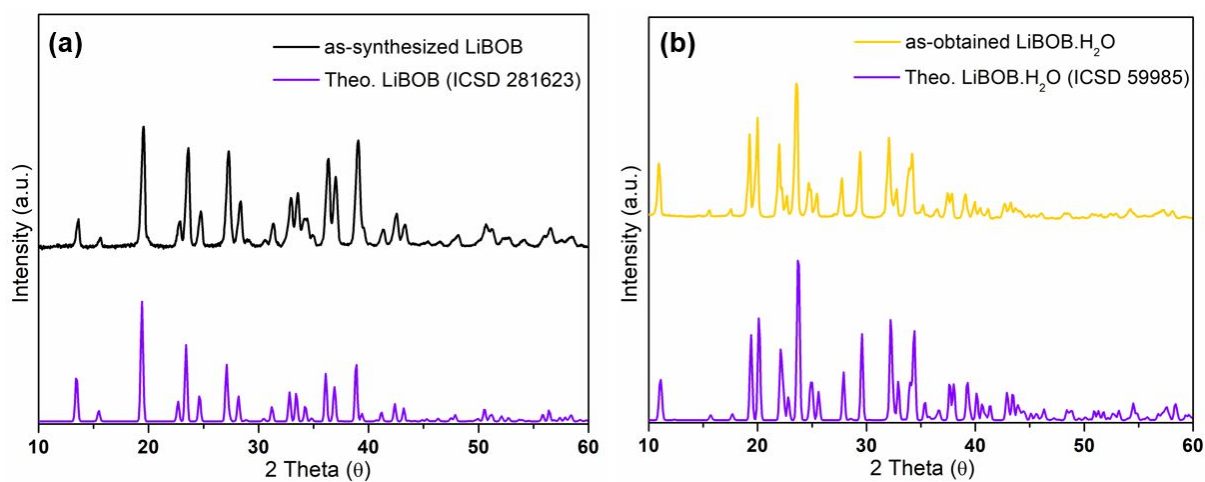 (a)
as-synthesized LiBOB
Theo. LiBOB (ICSD 281623)
Intensity (a.u.)
10 20 30 40 50 60
2 Theta (θ)
(b)
as-obtained LiBOB.H₂O
Theo. LiBOB.H₂O (ICSD 59985)
Intensity (a.u.)
10 20 30 40 50 60
2 Theta (θ)